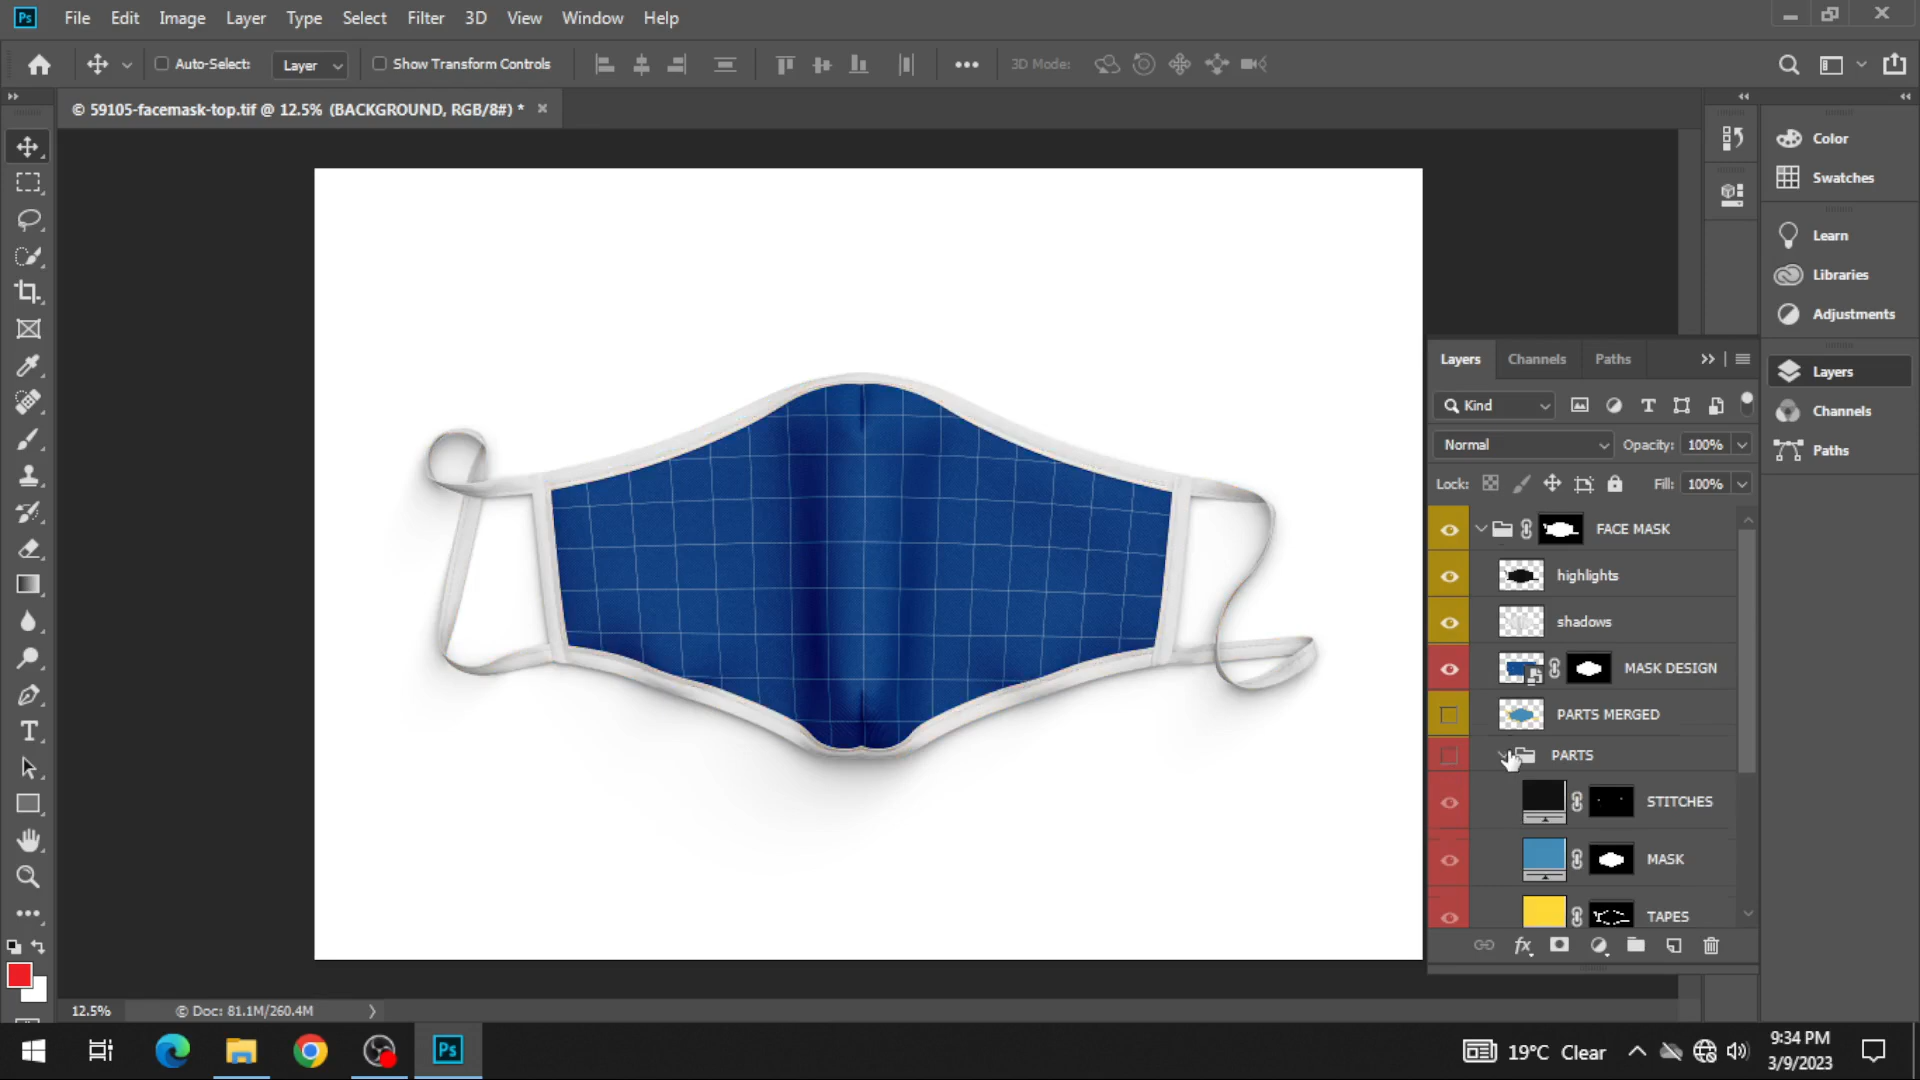 Ps File Edit Image Layer Type Select Filter 3D View Window Help
Auto-Select: Layer Show Transform Controls 3D Mode:
© 59105-facemask-top.tif @ 12.5% (BACKGROUND, RGB/8#) * ×
Color
Swatches
Learn
Libraries
Adjustments
Layers
Channels
Paths
Layers Channels Paths
Kind
Normal Opacity: 100%
Lock: Fill: 100%
FACE MASK
highlights
shadows
MASK DESIGN
PARTS MERGED
PARTS
STITCHES
MASK
TAPES
12.5% © Doc: 81.1M/260.4M
Ps
19°C Clear
9:34 PM
3/9/2023